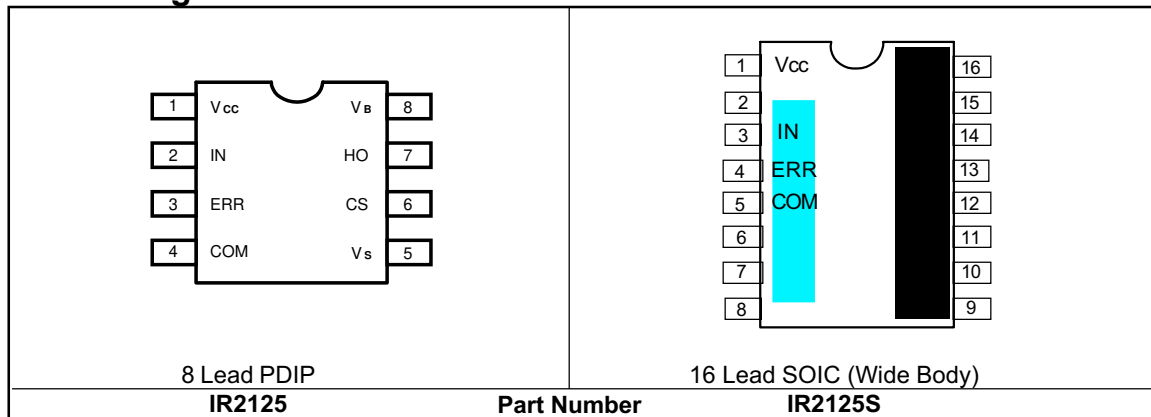 1 Vcc VB 8
2 IN HO 7
3 ERR CS 6
4 COM Vs 5
8 Lead PDIP
1 Vcc 16
2 15
3 IN 14
4 ERR 13
5 COM 12
6 11
7 10
8 9
16 Lead SOIC (Wide Body)
IR2125 Part Number IR2125S